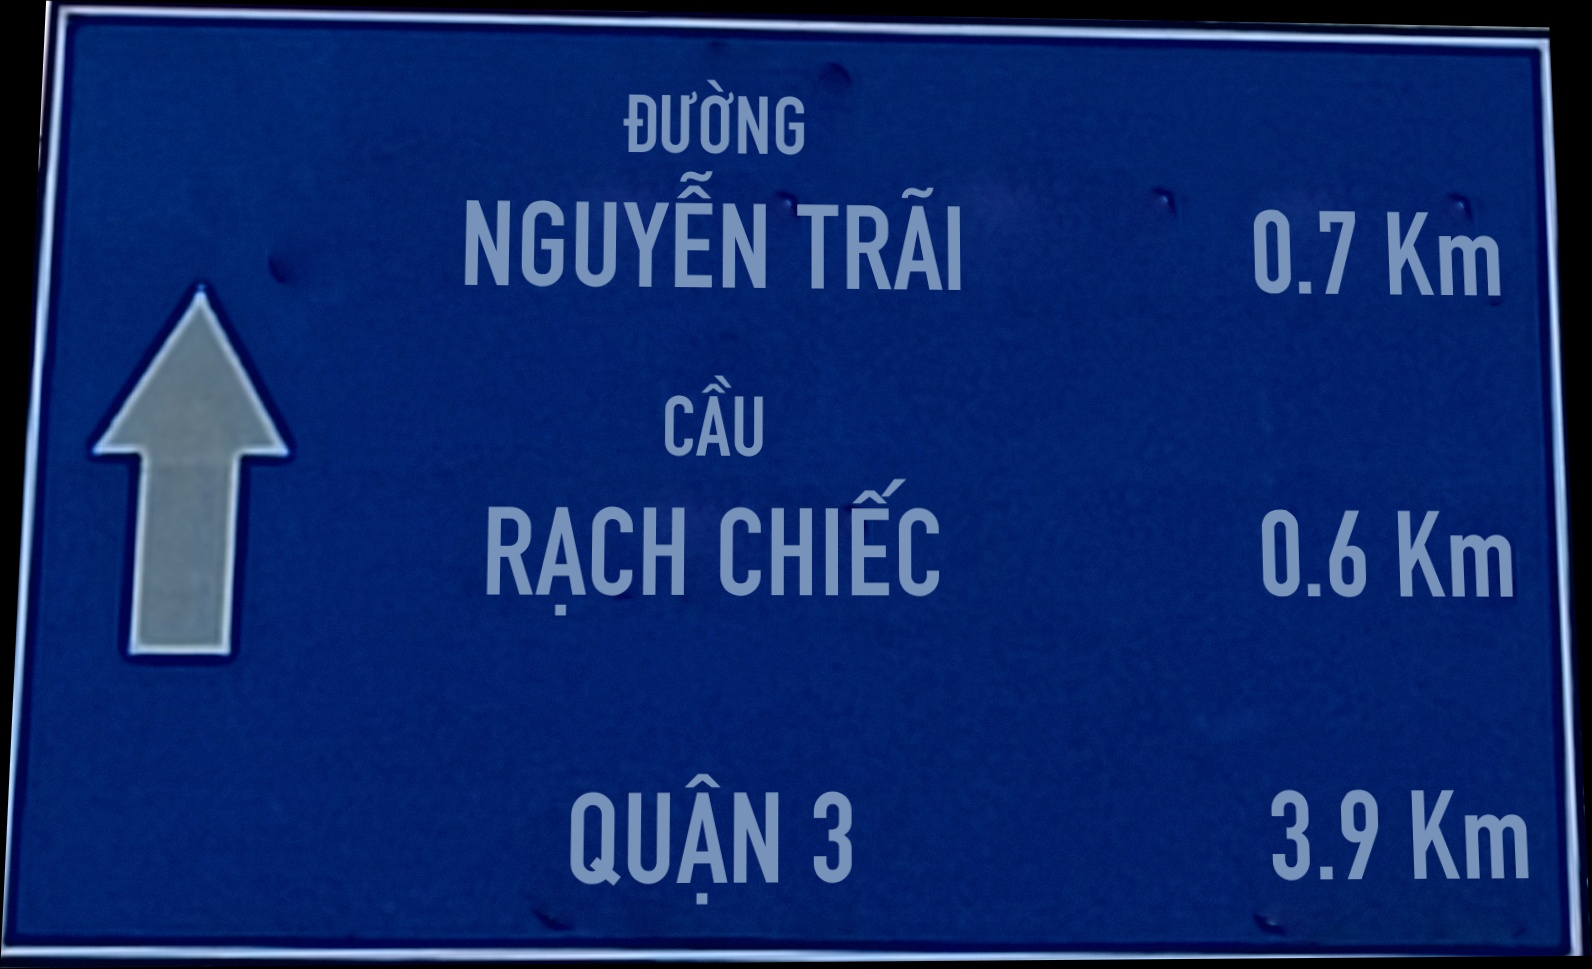 ĐƯỜNG
NGUYỄN TRÃI 0.7 Km
CẦU
RẠCH CHIẾC 0.6 Km
QUẬN 3 3.9 Km